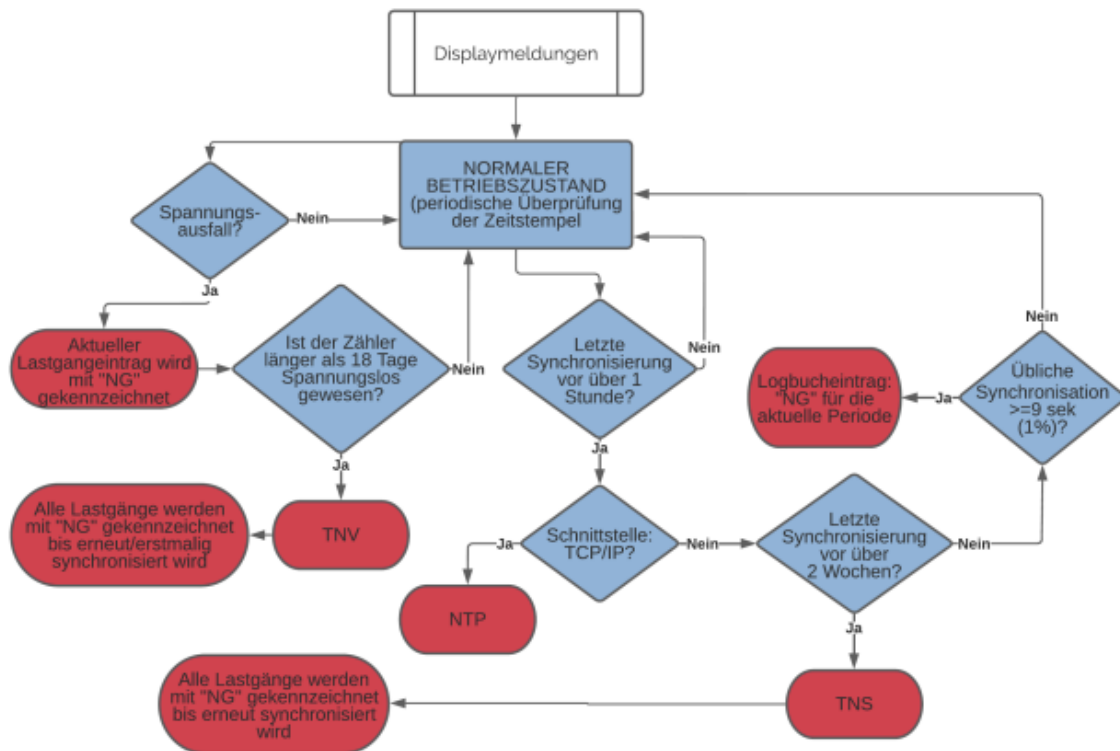 Displaymeldungen
NORMALER
BETRIEBSZUSTAND
(periodische Überprüfung
der Zeitstempel
Spannungs-
ausfall?
Nein
Ja
Aktueller
Lastgangeintrag wird
mit "NG"
gekennzeichnet
Ist der Zähler
länger als 18 Tage
Spannungslos
gewesen?
Nein
Ja
TNV
Alle Lastgänge werden
mit "NG" gekennzeichnet
bis erneut/erstmalig
synchronisiert wird
Letzte
Synchronisierung
vor über 1
Stunde?
Nein
Ja
Schnittstelle:
TCP/IP?
Ja
NTP
Nein
Letzte
Synchronisierung
vor über
2 Wochen?
Nein
Ja
TNS
Alle Lastgänge werden
mit "NG" gekennzeichnet
bis erneut synchronisiert
wird
Übliche
Synchronisation
>=9 sek
(1%)?
Nein
Ja
Logbucheintrag:
"NG" für die
aktuelle Periode